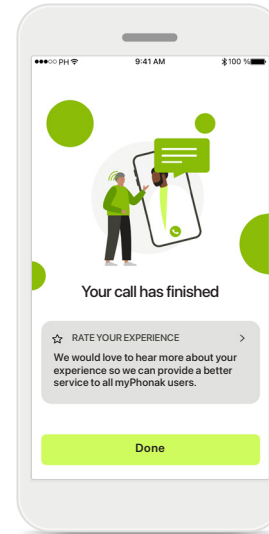 PH 9:41 AM 100 %
Your call has finished
RATE YOUR EXPERIENCE
We would love to hear more about your
experience so we can provide a better
service to all myPhonak users.
Done